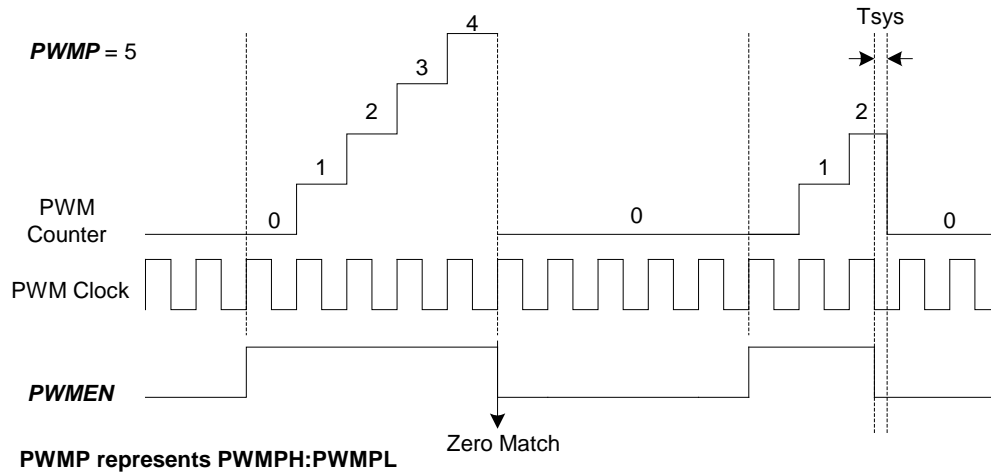 4
Tsys
PWMP = 5
3
2
2
1
1
PWM
Counter
0
0
0
PWM Clock
PWMEN
Zero Match
PWMP represents PWMPH:PWMPL